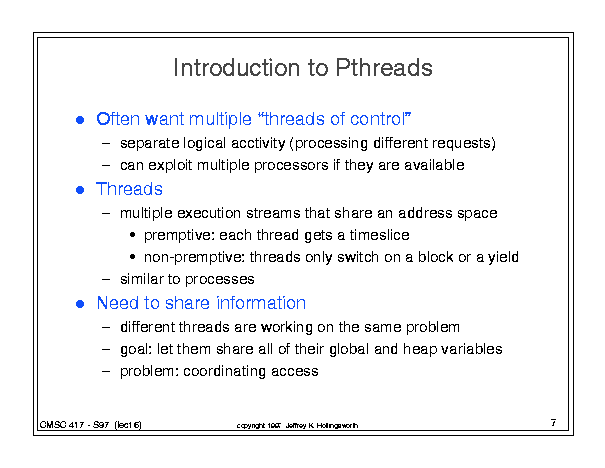 Introduction to Pthreads
● Often want multiple “threads of control”
– separate logical acctivity (processing different requests)
– can exploit multiple processors if they are available
● Threads
– multiple execution streams that share an address space
• premptive: each thread gets a timeslice
• non-premptive: threads only switch on a block or a yield
– similar to processes
● Need to share information
– different threads are working on the same problem
– goal: let them share all of their global and heap variables
– problem: coordinating access
CMSC 417 - S97 (lect6)
copyright 1997 Jeffrey K. Hollingsworth
7